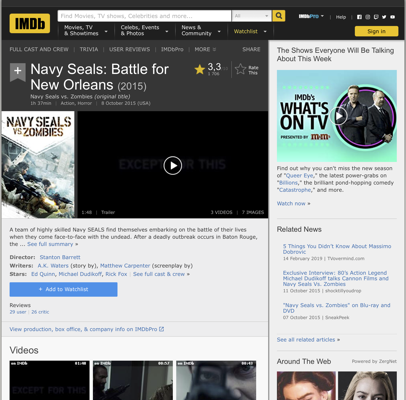 IMDb
Find Movies, TV shows, Celebrities and more...
All
IMDbPro
Help
Movies, TV
& Showtimes
Celebs, Events
& Photos
News &
Community
Watchlist
Sign in
FULL CAST AND CREW | TRIVIA | USER REVIEWS | IMDbPro | MORE
SHARE
Navy Seals: Battle for
New Orleans (2015)
Navy Seals vs. Zombies (original title)
1h 37min | Action, Horror | 8 October 2015 (USA)
3,3
Rate
This
NAVY SEALS
VS. ZOMBIES
EXCEPT FOR THIS
1:48 | Trailer
3 VIDEOS | 7 IMAGES
A team of highly skilled Navy SEALS find themselves embarking on the battle of their lives
when they come face-to-face with the undead. After a deadly outbreak occurs in Baton Rouge,
the ... See full summary »
Director: Stanton Barrett
Writers: A.K. Waters (story by), Matthew Carpenter (screenplay by)
Stars: Ed Quinn, Michael Dudikoff, Rick Fox | See full cast & crew »
+ Add to Watchlist
Reviews
29 user | 26 critic
View production, box office, & company info on IMDbPro
Videos
The Shows Everyone Will Be Talking
About This Week
IMDb's
WHAT'S
ON TV
PRESENTED BY m&m's
Find out why you can't miss the new season
of "Queer Eye," the latest power-grabs on
"Billions," the brilliant pond-hopping comedy
"Catastrophe," and more.
Watch now »
Related News
5 Things You Didn't Know About Massimo
Dobrovic
14 February 2019 | TVovermind.com
Exclusive Interview: 80's Action Legend
Michael Dudikoff talks Cannon Films and
Navy Seals Vs. Zombies
11 October 2015 | shocktillyoudrop
"Navy Seals vs. Zombies" on Blu-ray and
DVD
07 October 2015 | SneakPeek
See all related articles »
Around The Web
Powered by ZergNet